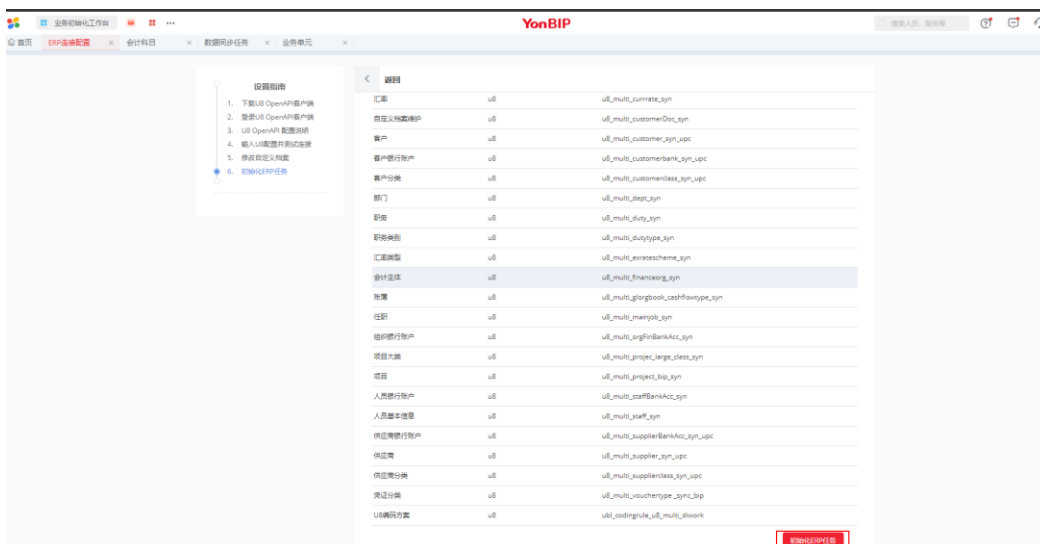 业务初始化工作台
YonBIP
搜索人员、服务等
首页 ERP连接配置 × 会计科目 × 数据同步任务 × 业务单元 ×
设置指南
1. 下载U8 OpenAPI客户端
2. 登录U8 OpenAPI客户端
3. U8 OpenAPI 配置说明
4. 输入U8配置并测试连接
5. 修改自定义档案
6. 初始化ERP任务
返回
汇率 u8 u8_multi_currrate_syn
自定义档案维护 u8 u8_multi_customerDoc_syn
客户 u8 u8_multi_customer_syn_upc
客户银行账户 u8 u8_multi_customerbank_syn_upc
客户分类 u8 u8_multi_customerclass_syn_upc
部门 u8 u8_multi_dept_syn
职务 u8 u8_multi_duty_syn
职务类别 u8 u8_multi_dutytype_syn
汇率类型 u8 u8_multi_exratescheme_syn
会计主体 u8 u8_multi_financeorg_syn
账簿 u8 u8_multi_glorgbook_cashflowtype_syn
任职 u8 u8_multi_mainjob_syn
组织银行账户 u8 u8_multi_orgFinBankAcc_syn
项目大类 u8 u8_multi_projec_large_class_syn
项目 u8 u8_multi_project_bip_syn
人员银行账户 u8 u8_multi_staffBankAcc_syn
人员基本信息 u8 u8_multi_staff_syn
供应商银行账户 u8 u8_multi_supplierBankAcc_syn_upc
供应商 u8 u8_multi_supplier_syn_upc
供应商分类 u8 u8_multi_supplierclass_syn_upc
凭证分类 u8 u8_multi_vouchertype _sync_bip
U8编码方案 u8 ubl_codingrule_u8_multi_diwork
初始化ERP任务